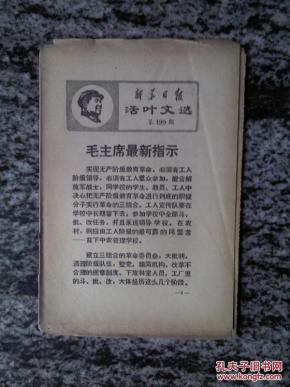 新华日报
活叶文选
第199期
毛主席最新指示
实现无产阶级教育革命，必须有工人
阶级领导，必须有工人群众参加，配合解
放军战士，同学校的学生、教员、工人中
决心把无产阶级教育革命进行到底的积极
分子实行革命的三结合。工人宣传队要在
学校中长期留下去，参加学校中全部斗、
批、改任务，并且永远领导学校。在农
村，则应由工人阶级的最可靠的同盟者
——贫下中农管理学校。
建立三结合的革命委员会，大批判，
清理阶级队伍，整党，精简机构、改革不
合理的规章制度、下放科室人员，工厂里
的斗、批、改，大体经历这么几个阶段。
—1—
孔夫子旧书网